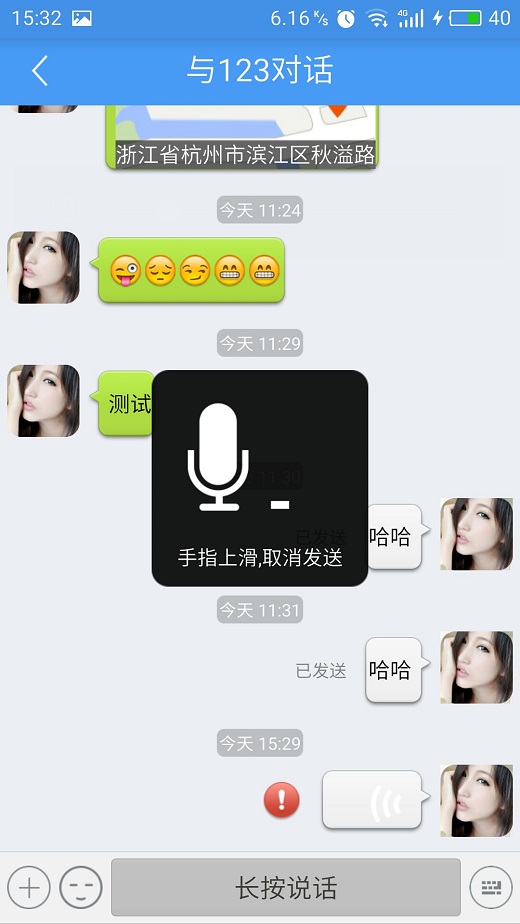 15:32
6.16 K/s
4G
40
与123对话
浙江省杭州市滨江区秋溢路
今天 11:24
今天 11:29
测试
今天 11:30
已发送
哈哈
手指上滑,取消发送
今天 11:31
已发送
哈哈
今天 15:29
长按说话